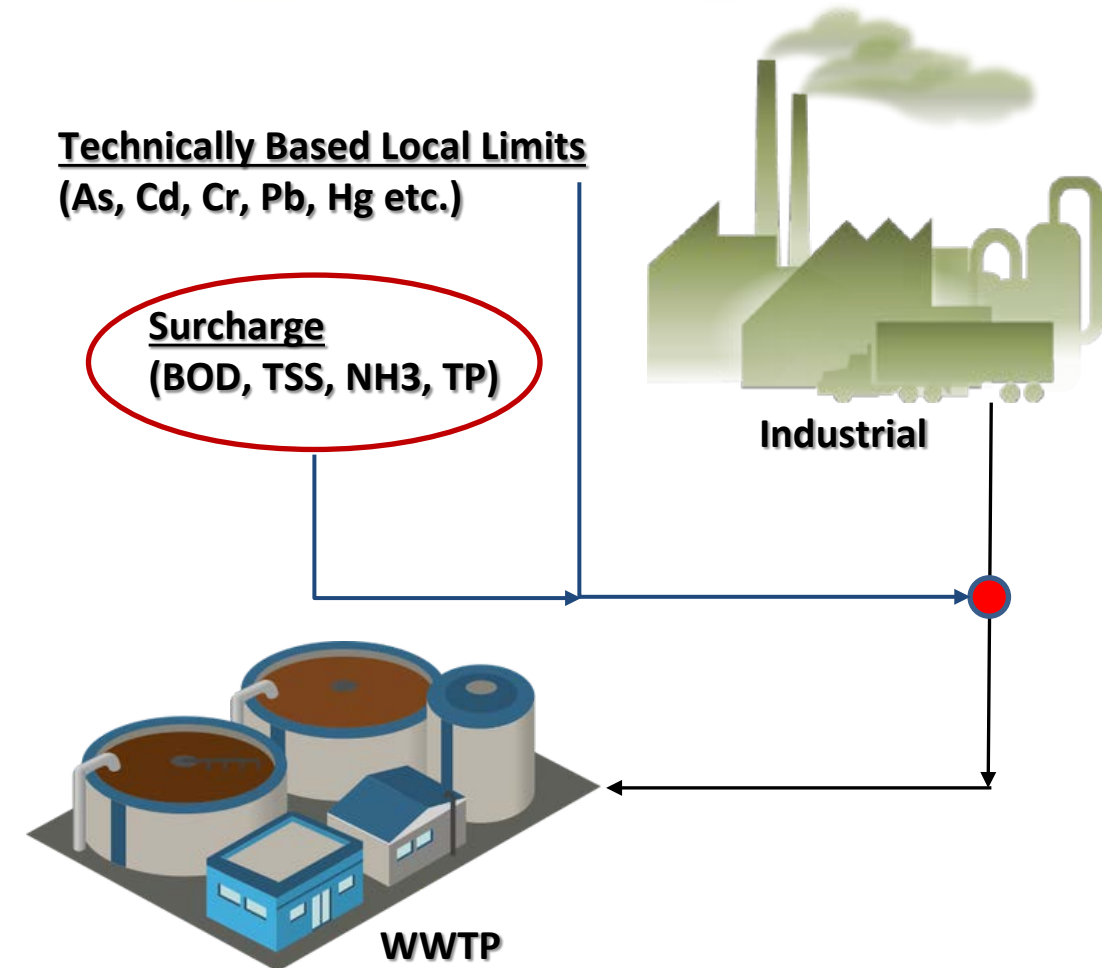 Technically Based Local Limits
(As, Cd, Cr, Pb, Hg etc.)
Surcharge
(BOD, TSS, NH3, TP)
Industrial
WWTP